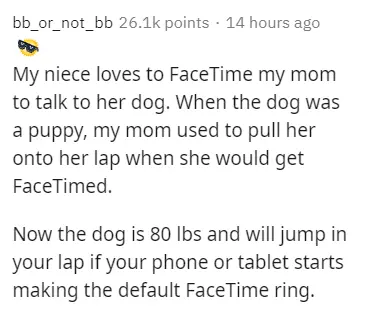 bb_or_not_bb 26.1k points · 14 hours ago
My niece loves to FaceTime my mom
to talk to her dog. When the dog was
a puppy, my mom used to pull her
onto her lap when she would get
FaceTimed.
Now the dog is 80 lbs and will jump in
your lap if your phone or tablet starts
making the default FaceTime ring.